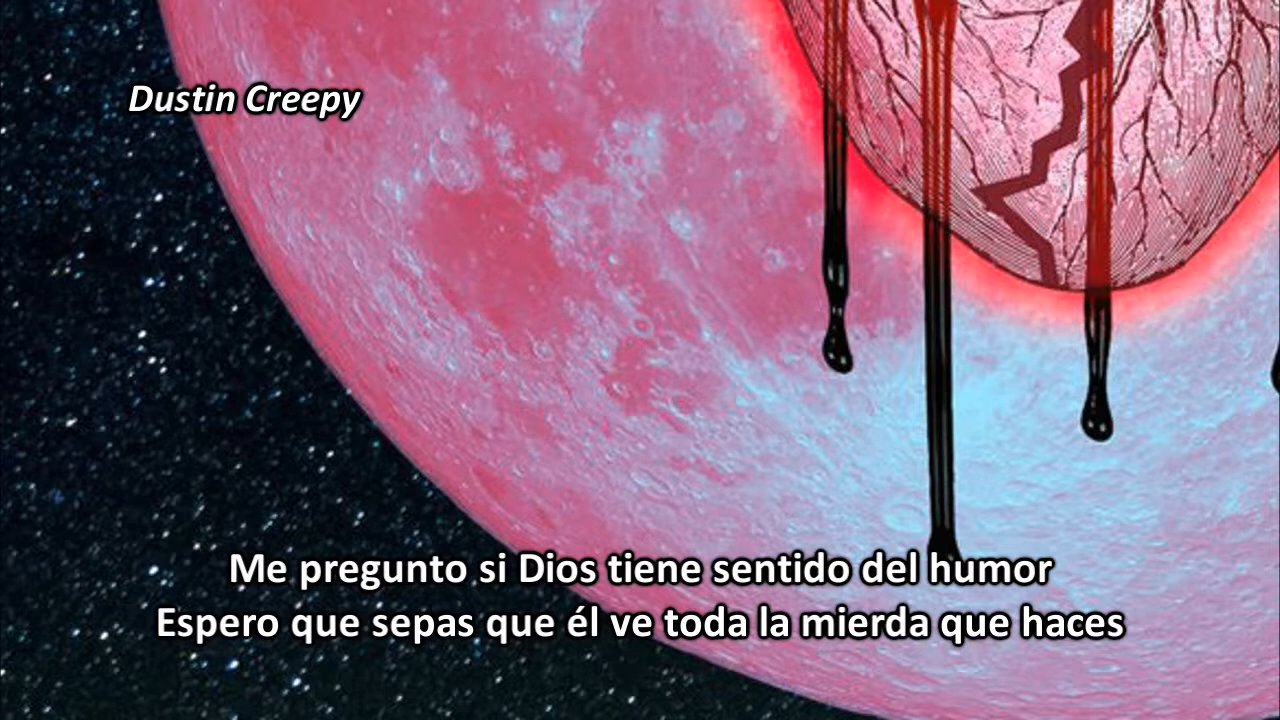 Dustin Creepy
Me pregunto si Dios tiene sentido del humor
Espero que sepas que él ve toda la mierda que haces